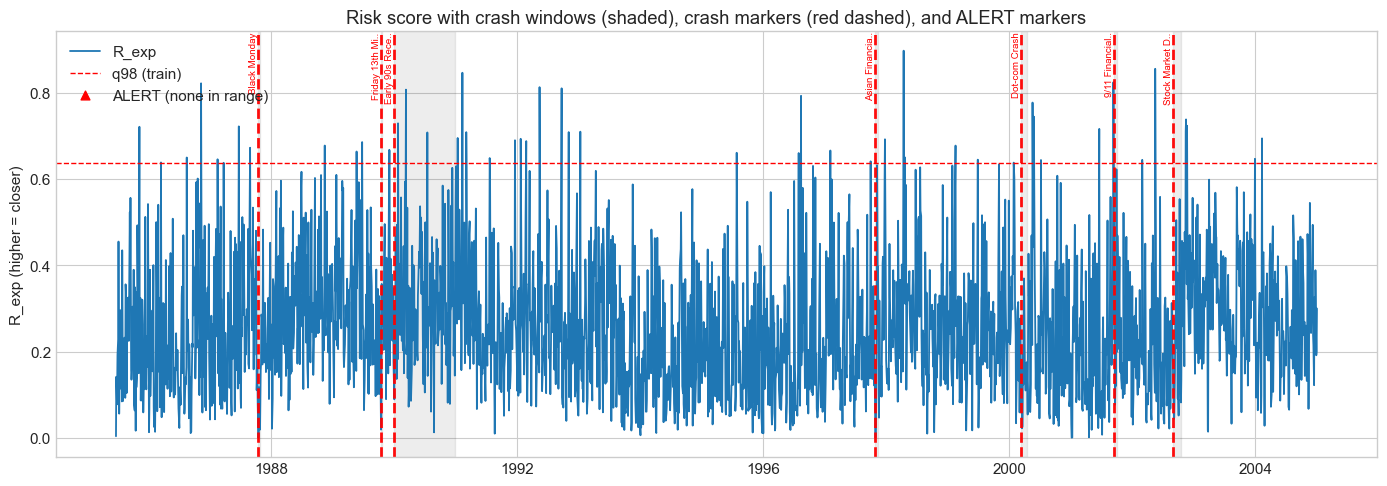 Risk score with crash windows (shaded), crash markers (red dashed), and ALERT markers
R_exp
q98 (train)
ALERT (none in range)
Black Monday
Friday 13th Mi..
Early 90s Rece..
Asian Financia..
Dot-com Crash
9/11 Financial..
Stock Market D..
R_exp (higher = closer)
0.8
0.6
0.4
0.2
0.0
1988
1992
1996
2000
2004